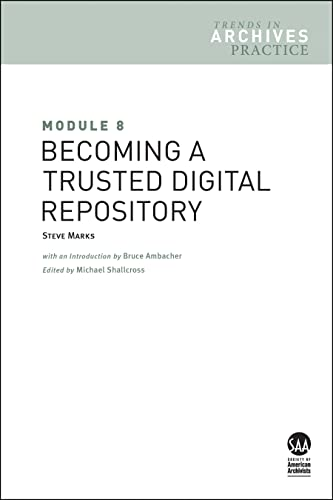 TRENDS IN
ARCHIVES
PRACTICE
MODULE 8
BECOMING A
TRUSTED DIGITAL
REPOSITORY
STEVE MARKS
with an Introduction by Bruce Ambacher
Edited by Michael Shallcross
SAA
SOCIETY OF
American
Archivists